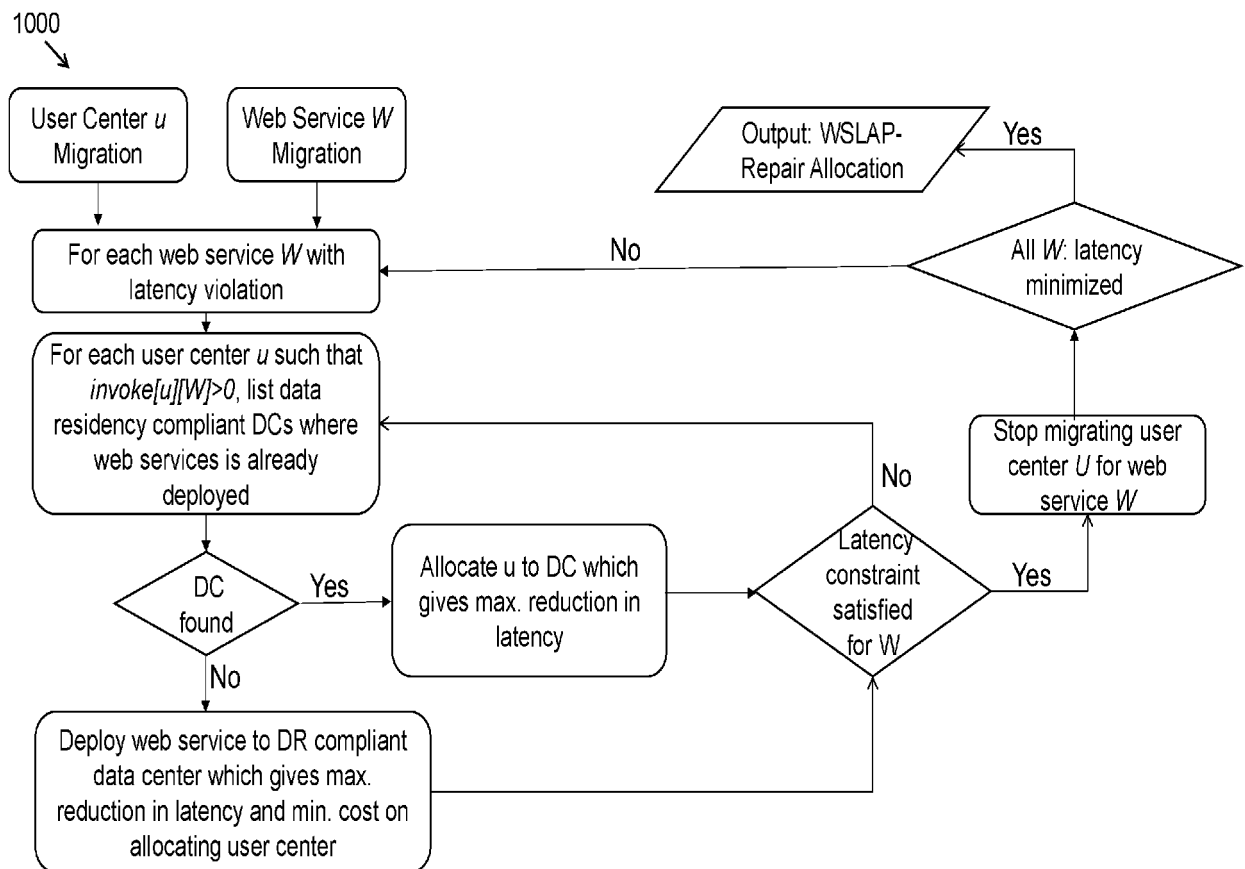 1000
User Center u
Migration
Web Service W
Migration
Output: WSLAP-
Repair Allocation
Yes
For each web service W with
latency violation
No
All W: latency
minimized
For each user center u such that
invoke[u][W]>0, list data
residency compliant DCs where
web services is already
deployed
Stop migrating user
center U for web
service W
No
DC
found
Yes
Allocate u to DC which
gives max. reduction in
latency
Latency
constraint
satisfied
for W
Yes
No
Deploy web service to DR compliant
data center which gives max.
reduction in latency and min. cost on
allocating user center